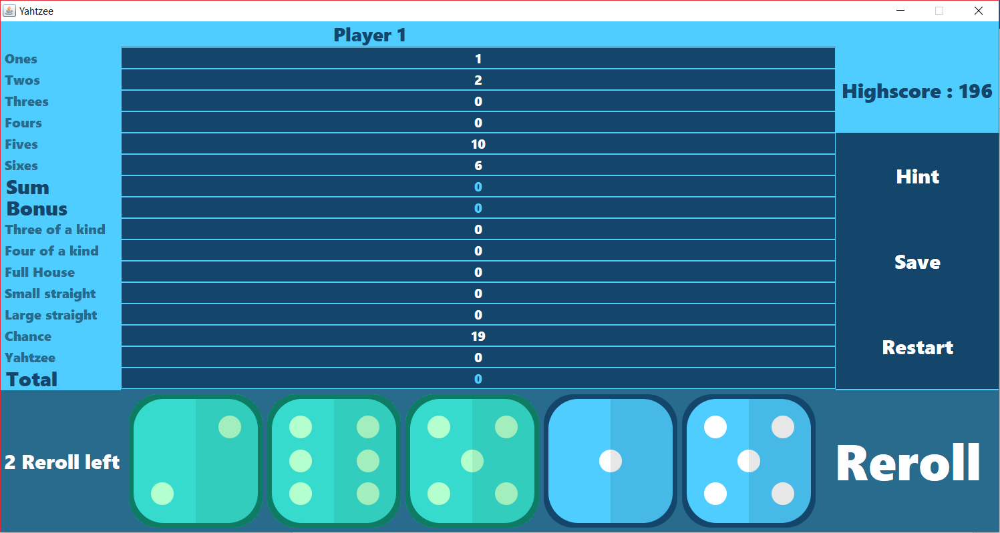 Yahtzee
Player 1
Ones 1
Twos 2
Threes 0
Fours 0
Fives 10
Sixes 6
Sum 0
Bonus 0
Three of a kind 0
Four of a kind 0
Full House 0
Small straight 0
Large straight 0
Chance 19
Yahtzee 0
Total 0
Highscore : 196
Hint
Save
Restart
2 Reroll left
Reroll